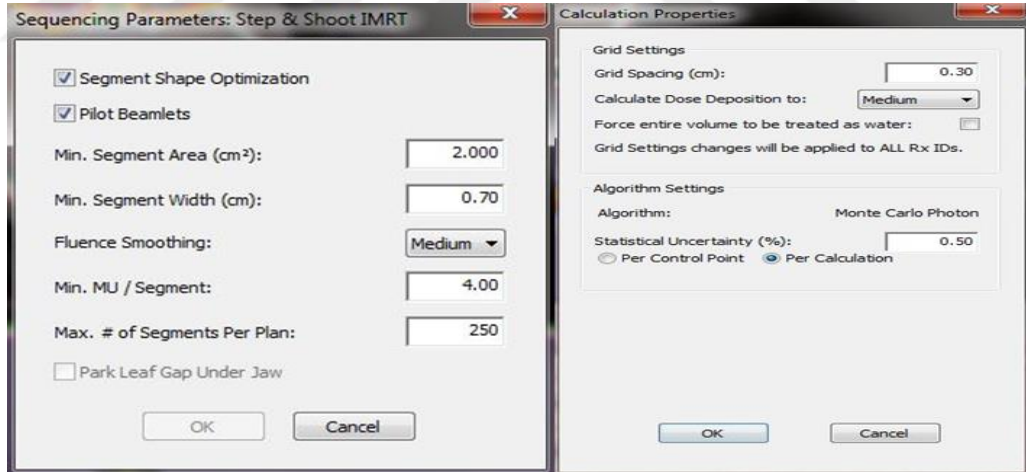 Sequencing Parameters: Step & Shoot IMRT
Segment Shape Optimization
Pilot Beamlets
Min. Segment Area (cm²): 2.000
Min. Segment Width (cm): 0.70
Fluence Smoothing: Medium
Min. MU / Segment: 4.00
Max. # of Segments Per Plan: 250
Park Leaf Gap Under Jaw
OK Cancel
Calculation Properties
Grid Settings
Grid Spacing (cm): 0.30
Calculate Dose Deposition to: Medium
Force entire volume to be treated as water:
Grid Settings changes will be applied to ALL Rx IDs.
Algorithm Settings
Algorithm: Monte Carlo Photon
Statistical Uncertainty (%): 0.50
Per Control Point Per Calculation
OK Cancel